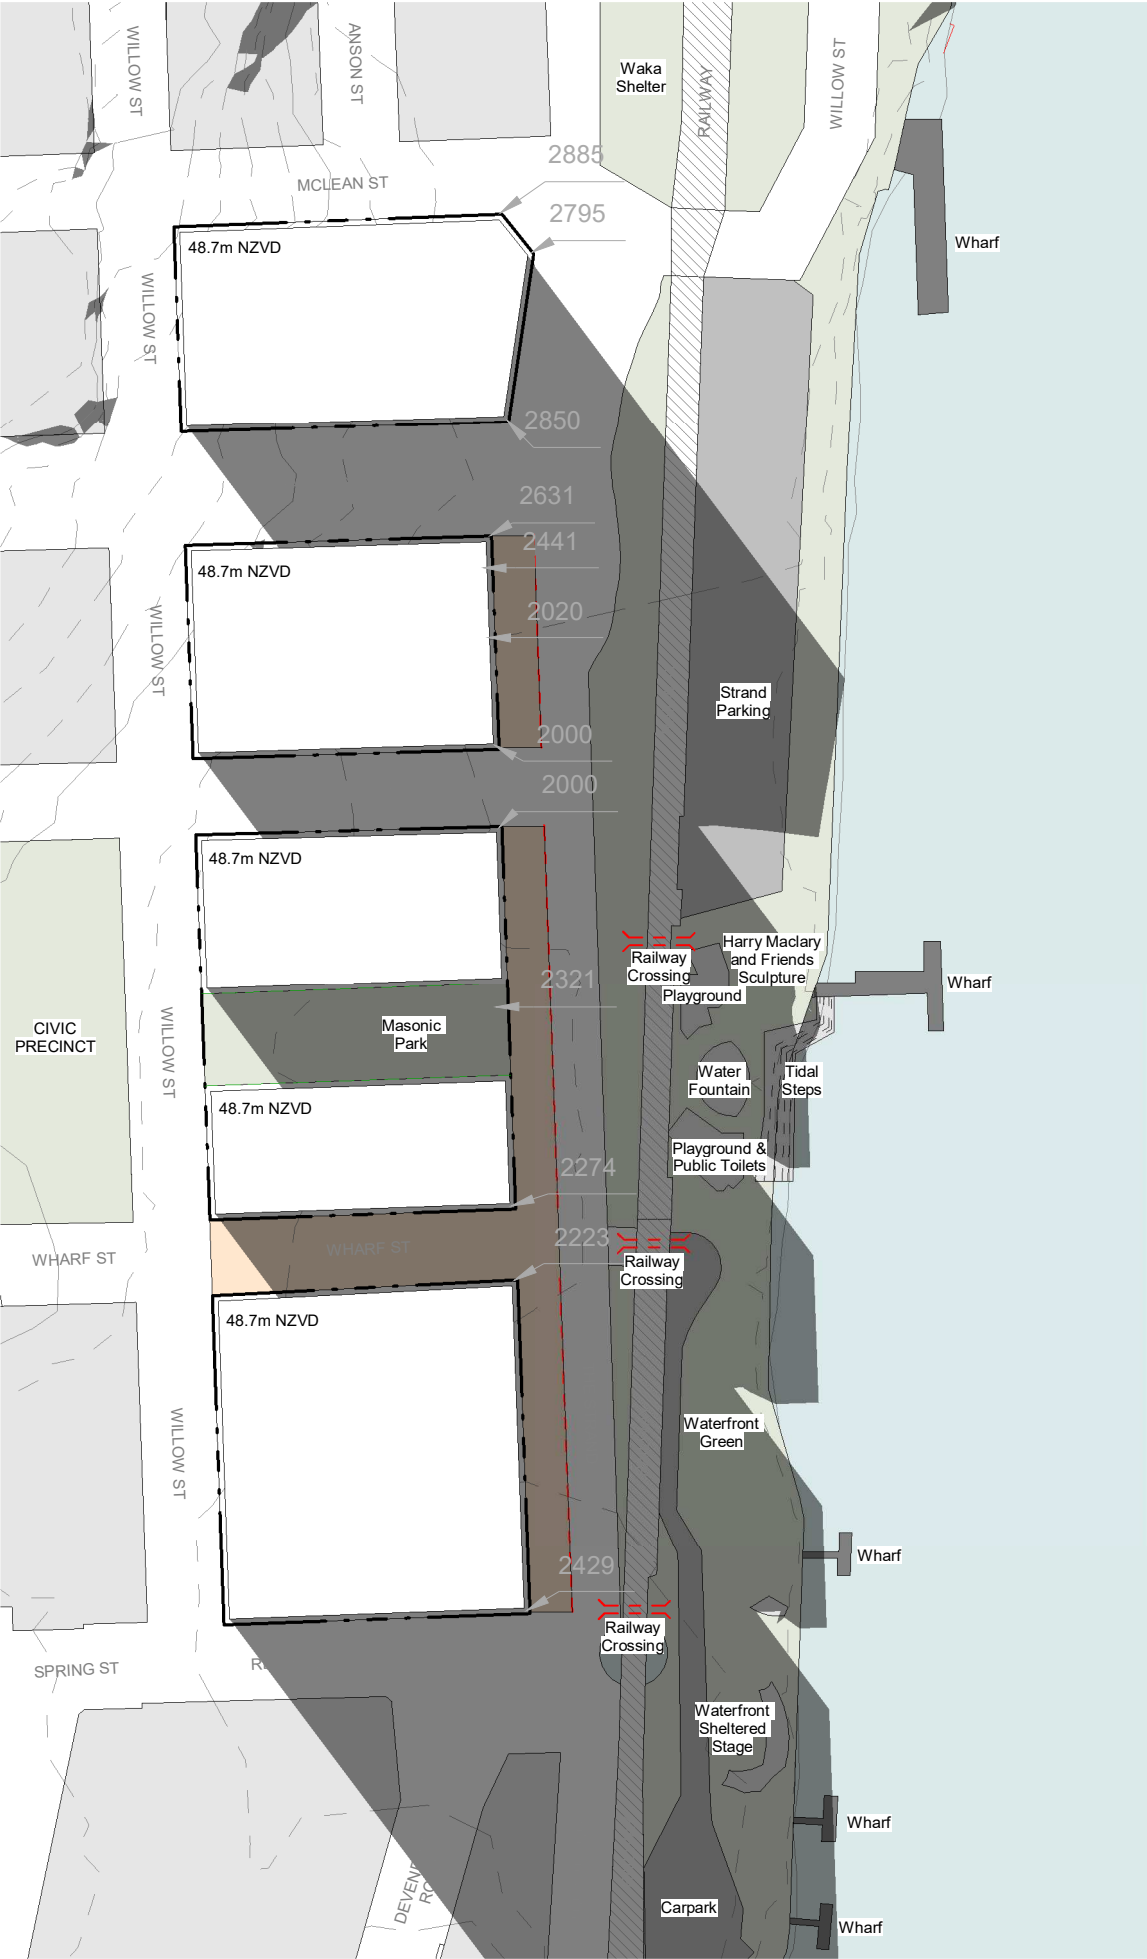 WILLOW ST
ANSON ST
Waka
Shelter
RAILWAY
WILLOW ST
2885
MCLEAN ST
2795
48.7m NZVD
Wharf
WILLOW ST
2850
2631
2441
48.7m NZVD
2020
WILLOW ST
Strand
Parking
2000
2000
48.7m NZVD
Harry Maclary
and Friends
Sculpture
Railway
Crossing
Playground
2321
Wharf
Masonic
Park
CIVIC
PRECINCT
WILLOW ST
Water
Fountain
Tidal
Steps
48.7m NZVD
Playground &
Public Toilets
2274
2223
WHARF ST
WHARF ST
Railway
Crossing
48.7m NZVD
Waterfront
Green
WILLOW ST
Wharf
2429
Railway
Crossing
SPRING ST
Waterfront
Sheltered
Stage
Wharf
Carpark
Wharf